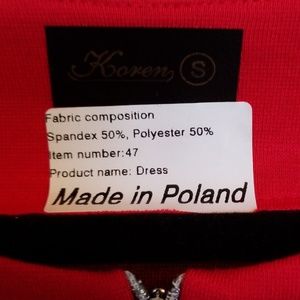 Koren S
Fabric composition
Spandex 50%, Polyester 50%
Item number:47
Product name: Dress
Made in Poland